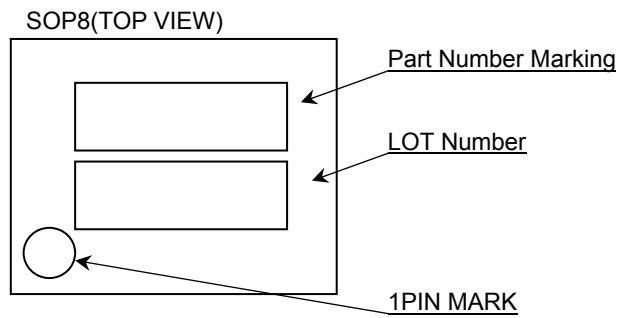 SOP8(TOP VIEW)
Part Number Marking
LOT Number
1PIN MARK